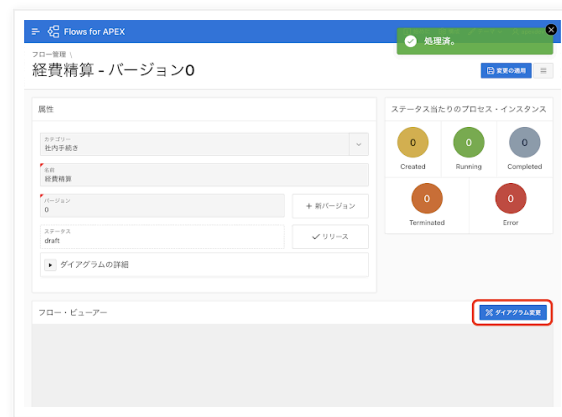 Flows for APEX
処理済。
フロー管理 \
経費精算 - バージョン0
変更の適用
属性
カテゴリー
社内手続き
名前
経費精算
バージョン
0
+ 新バージョン
ステータス
draft
リリース
ダイアグラムの詳細
ステータス当たりのプロセス・インスタンス
0
0
0
Created
Running
Completed
0
0
Terminated
Error
フロー・ビューアー
ダイアグラム変更